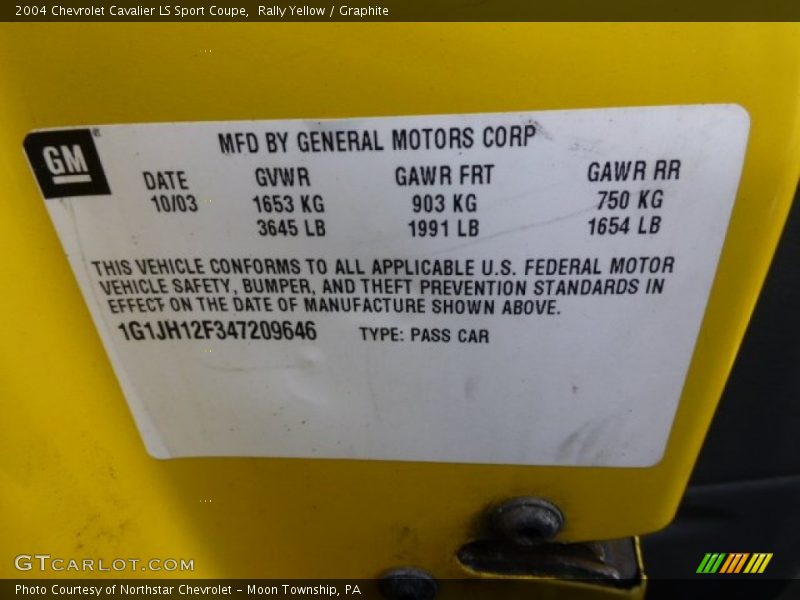 2004 Chevrolet Cavalier LS Sport Coupe,  Rally Yellow / Graphite
MFD BY GENERAL MOTORS CORP
GM
DATE GVWR GAWR FRT GAWR RR
10/03 1653 KG 903 KG 750 KG
3645 LB 1991 LB 1654 LB
THIS VEHICLE CONFORMS TO ALL APPLICABLE U.S. FEDERAL MOTOR
VEHICLE SAFETY, BUMPER, AND THEFT PREVENTION STANDARDS IN
EFFECT ON THE DATE OF MANUFACTURE SHOWN ABOVE.
1G1JH12F347209646 TYPE: PASS CAR
GTCARLOT.COM
Photo Courtesy of Northstar Chevrolet - Moon Township, PA